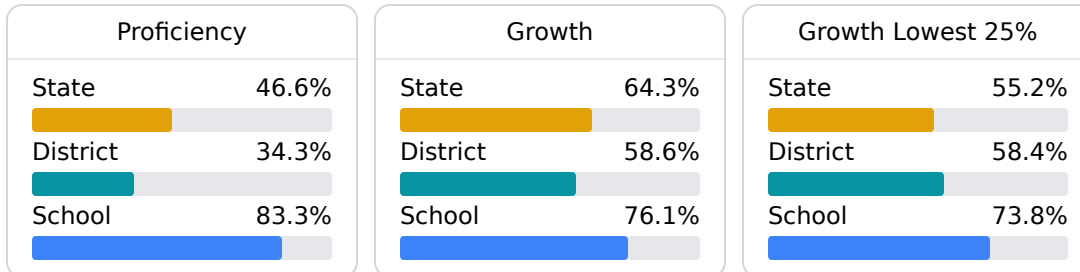 Proficiency
State 46.6%
District 34.3%
School 83.3%
Growth
State 64.3%
District 58.6%
School 76.1%
Growth Lowest 25%
State 55.2%
District 58.4%
School 73.8%